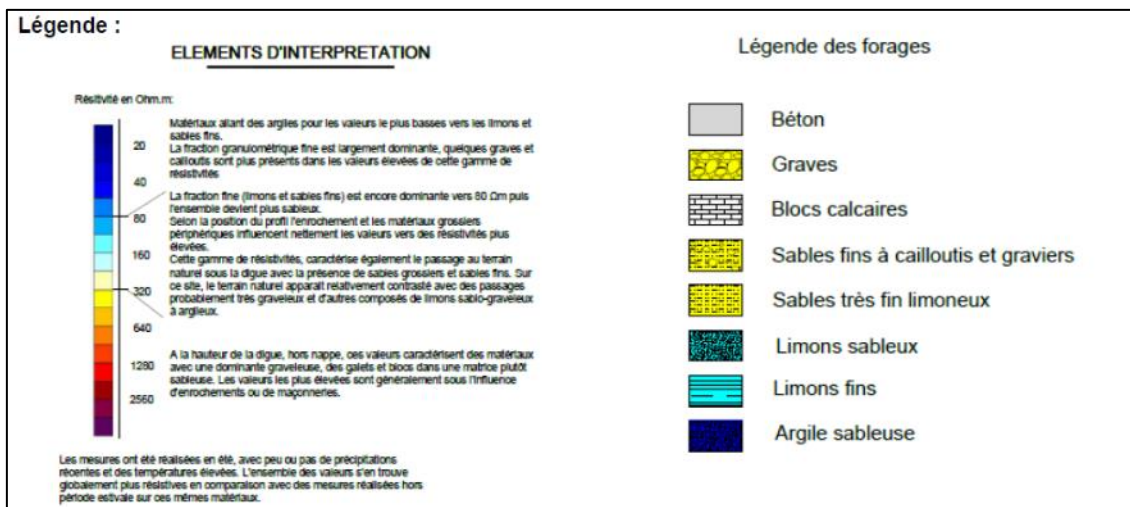 Légende :
ELEMENTS D'INTERPRETATION
Résitivité en Ohm.m:
20
40
80
160
320
640
1280
2560
Matériaux allant des argiles pour les valeurs le plus basses vers les limons et
sables fins.
La fraction granulométrique fine est largement dominante, quelques graves et
cailloutis sont plus présents dans les valeurs élevées de cette gamme de
résistivités
La fraction fine (limons et sables fins) est encore dominante vers 80 Ωm puis
l'ensemble devient plus sableux.
Selon la position du profil l'enrochement et les matériaux grossiers
périphériques influencent nettement les valeurs vers des résistivités plus
élevées.
Cette gamme de résistivités, caractérise également le passage au terrain
naturel sous la digue avec la présence de sables grossiers et sables fins. Sur
ce site, le terrain naturel apparait relativement contrasté avec des passages
probablement très graveleux et d'autres composés de limons sablo-graveleux
à argileux.
A la hauteur de la digue, hors nappe, ces valeurs caractérisent des matériaux
avec une dominante graveleuse, des galets et blocs dans une matrice plutôt
sableuse. Les valeurs les plus élevées sont généralement sous l'influence
d'enrochements ou de maçonneries.
Les mesures ont été réalisées en été, avec peu ou pas de précipitations
récentes et des températures élevées. L'ensemble des valeurs s'en trouve
globalement plus résistives en comparaison avec des mesures réalisées hors
période estivale sur ces mêmes matériaux.
Légende des forages
Béton
Graves
Blocs calcaires
Sables fins à cailloutis et graviers
Sables très fin limoneux
Limons sableux
Limons fins
Argile sableuse